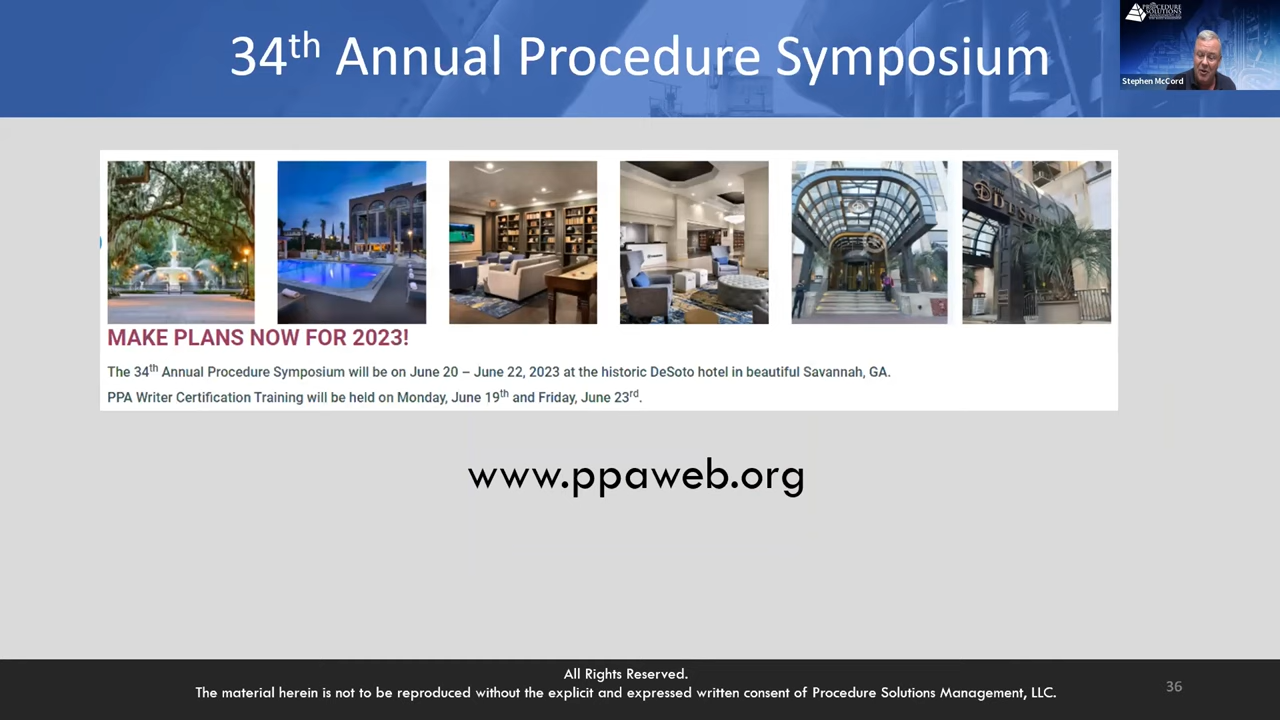 34th Annual Procedure Symposium
PROCEDURE
SOLUTIONS
Stephen McCord
MAKE PLANS NOW FOR 2023!
The 34th Annual Procedure Symposium will be on June 20 – June 22, 2023 at the historic DeSoto hotel in beautiful Savannah, GA.
PPA Writer Certification Training will be held on Monday, June 19th and Friday, June 23rd.
www.ppaweb.org
All Rights Reserved.
The material herein is not to be reproduced without the explicit and expressed written consent of Procedure Solutions Management, LLC.
36